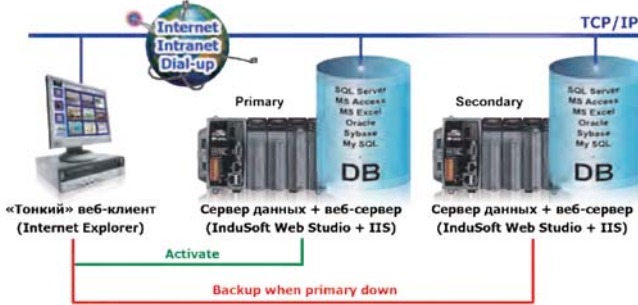 TCP/IP
Internet
Intranet
Dial-up
Primary
SQL Server
MS Access
MS Excel
Oracle
Sybase
My SQL
DB
Secondary
SQL Server
MS Access
MS Excel
Oracle
Sybase
My SQL
DB
«Тонкий» веб-клиент
(Internet Explorer)
Сервер данных + веб-сервер
(InduSoft Web Studio + IIS)
Сервер данных + веб-сервер
(InduSoft Web Studio + IIS)
Activate
Backup when primary down